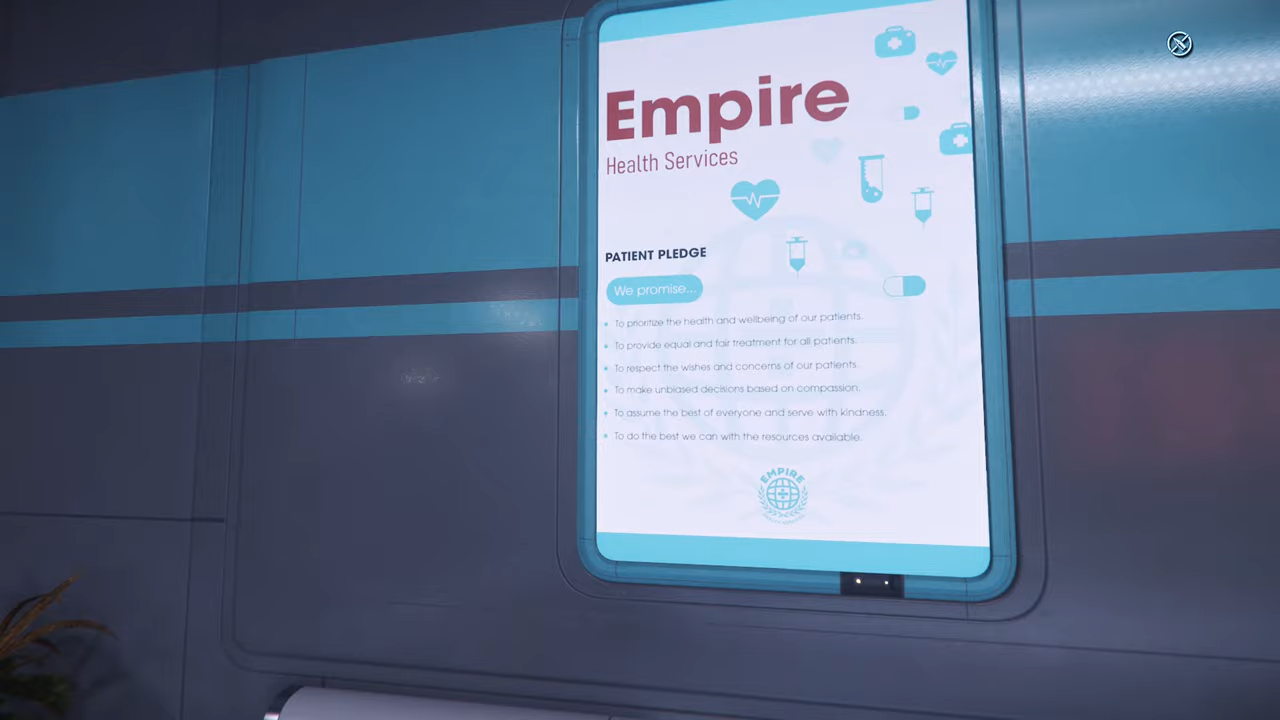 Empire
Health Services
PATIENT PLEDGE
We promise...
To prioritize the health and wellbeing of our patients.
To provide equal and fair treatment for all patients.
To respect the wishes and concerns of our patients.
To make unbiased decisions based on compassion.
To assume the best of everyone and serve with kindness.
To do the best we can with the resources available.
EMPIRE